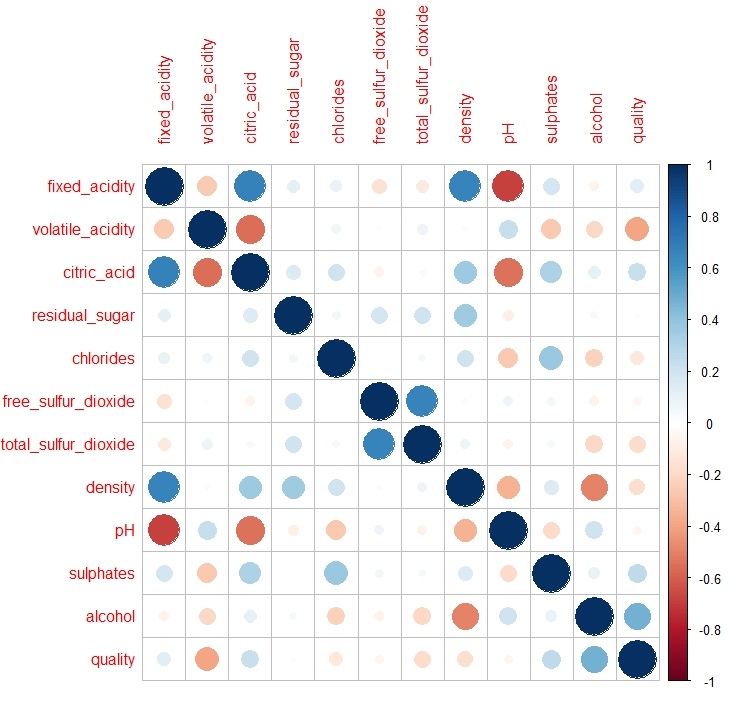 fixed_acidity
volatile_acidity
citric_acid
residual_sugar
chlorides
free_sulfur_dioxide
total_sulfur_dioxide
density
pH
sulphates
alcohol
quality
fixed_acidity
volatile_acidity
citric_acid
residual_sugar
chlorides
free_sulfur_dioxide
total_sulfur_dioxide
density
pH
sulphates
alcohol
quality
1
0.8
0.6
0.4
0.2
0
-0.2
-0.4
-0.6
-0.8
-1